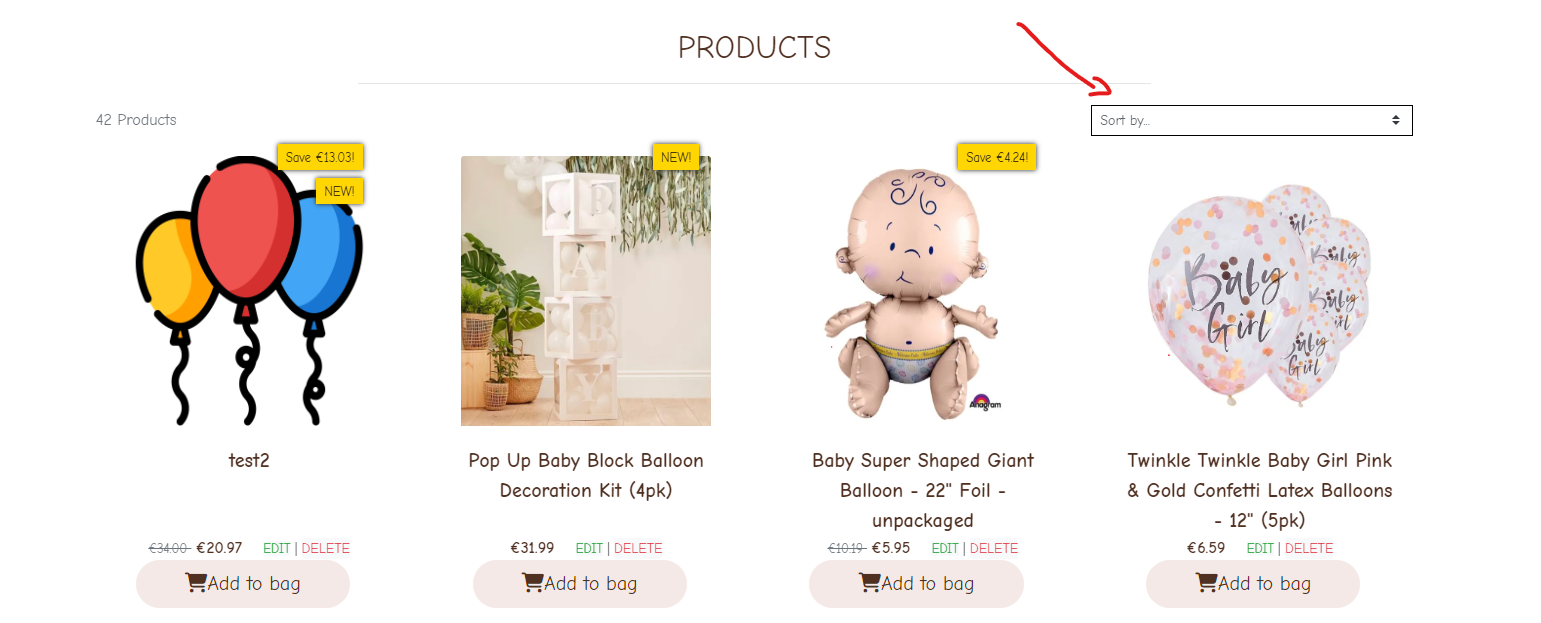 PRODUCTS
42 Products
Sort by...
Save €13.03!
NEW!
NEW!
Save €4.24!
B
A
B
Y
Anagram
Baby
Girl
Baby
Girl
test2
Pop Up Baby Block Balloon
Decoration Kit (4pk)
Baby Super Shaped Giant
Balloon - 22" Foil -
unpackaged
Twinkle Twinkle Baby Girl Pink
& Gold Confetti Latex Balloons
- 12" (5pk)
€34.00 €20.97 EDIT | DELETE
€31.99 EDIT | DELETE
€10.19 €5.95 EDIT | DELETE
€6.59 EDIT | DELETE
Add to bag
Add to bag
Add to bag
Add to bag